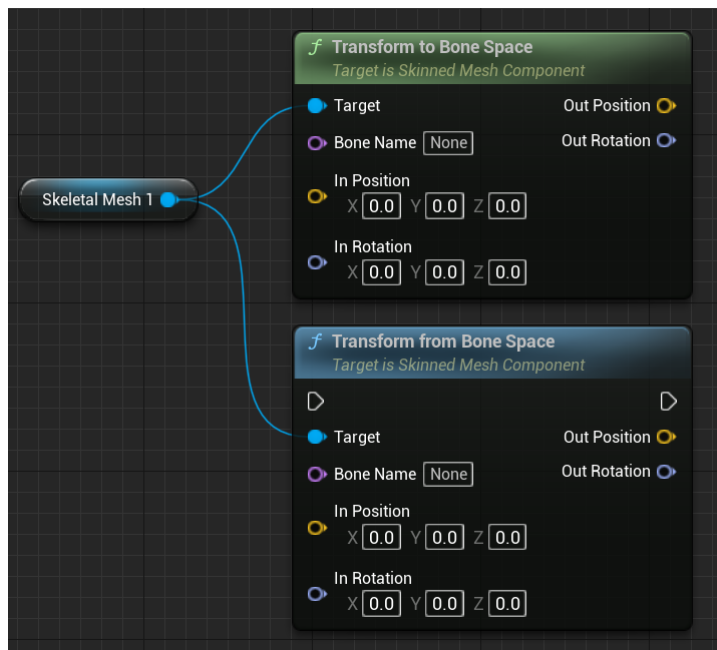 Skeletal Mesh 1
f Transform to Bone Space
Target is Skinned Mesh Component
Target Out Position
Bone Name None Out Rotation
In Position
X 0.0 Y 0.0 Z 0.0
In Rotation
X 0.0 Y 0.0 Z 0.0
f Transform from Bone Space
Target is Skinned Mesh Component
Target Out Position
Bone Name None Out Rotation
In Position
X 0.0 Y 0.0 Z 0.0
In Rotation
X 0.0 Y 0.0 Z 0.0